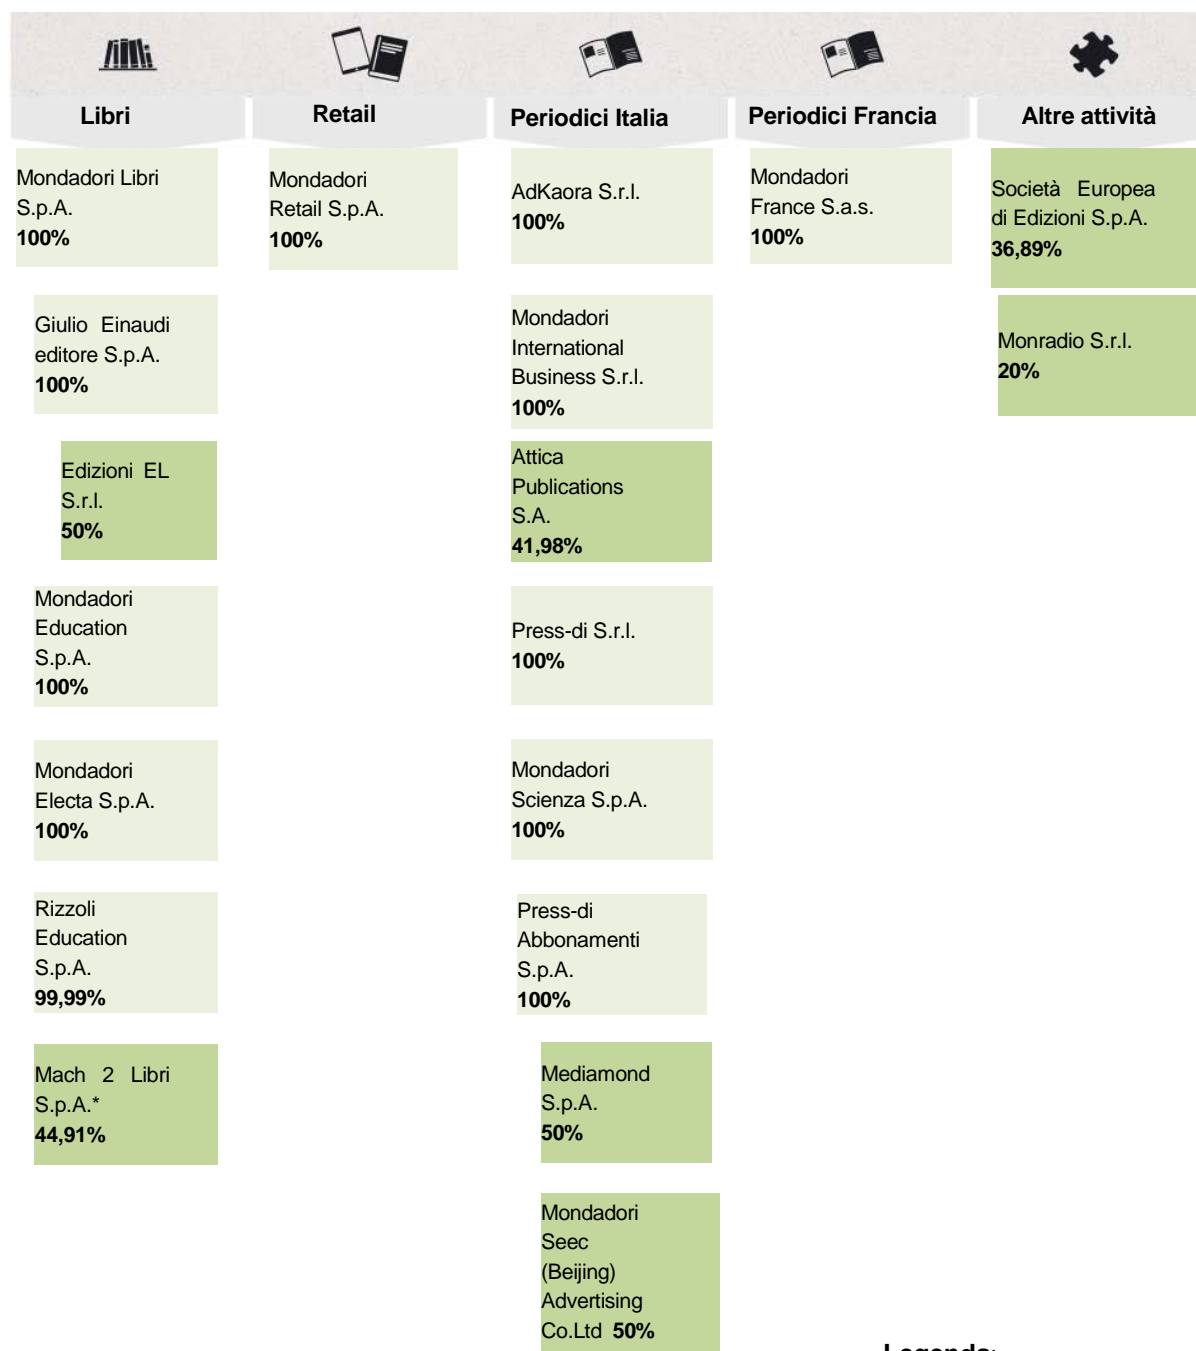 Libri
Retail
Periodici Italia
Periodici Francia
Altre attività
Mondadori Libri
S.p.A.
100%
Giulio Einaudi
editore S.p.A.
100%
Edizioni EL
S.r.l.
50%
Mondadori
Education
S.p.A.
100%
Mondadori
Electa S.p.A.
100%
Rizzoli
Education
S.p.A.
99,99%
Mach 2 Libri
S.p.A.*
44,91%
Mondadori
Retail S.p.A.
100%
AdKaora S.r.l.
100%
Mondadori
International
Business S.r.l.
100%
Attica
Publications
S.A.
41,98%
Press-di S.r.l.
100%
Mondadori
Scienza S.p.A.
100%
Press-di
Abbonamenti
S.p.A.
100%
Mediamond
S.p.A.
50%
Mondadori
Seec
(Beijing)
Advertising
Co.Ltd 50%
Mondadori
France S.a.s.
100%
Società Europea
di Edizioni S.p.A.
36,89%
Monradio S.r.l.
20%
Legenda: